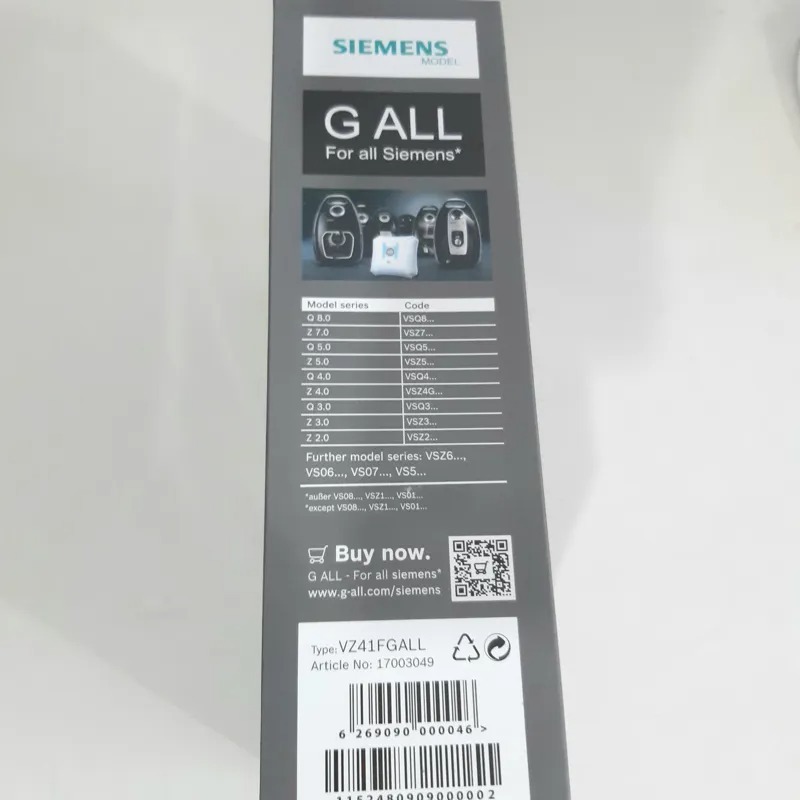 SIEMENS
MODEL
G ALL
For all Siemens*
Model series Code
Q 8.0 VSQ8...
Z 7.0 VSZ7...
Q 5.0 VSQ5...
Z 5.0 VSZ5...
Q 4.0 VSQ4...
Z 4.0 VSZ4G...
Q 3.0 VSQ3...
Z 3.0 VSZ3...
Z 2.0 VSZ2...
Further model series: VSZ6...,
VS06..., VS07..., VS5...
*außer VS08..., VSZ1..., VS01...
*except VS08..., VSZ1..., VS01...
Buy now.
G ALL - For all siemens*
www.g-all.com/siemens
Type: VZ41FGALL
Article No: 17003049
6 269090 000046 >
1152480909000002